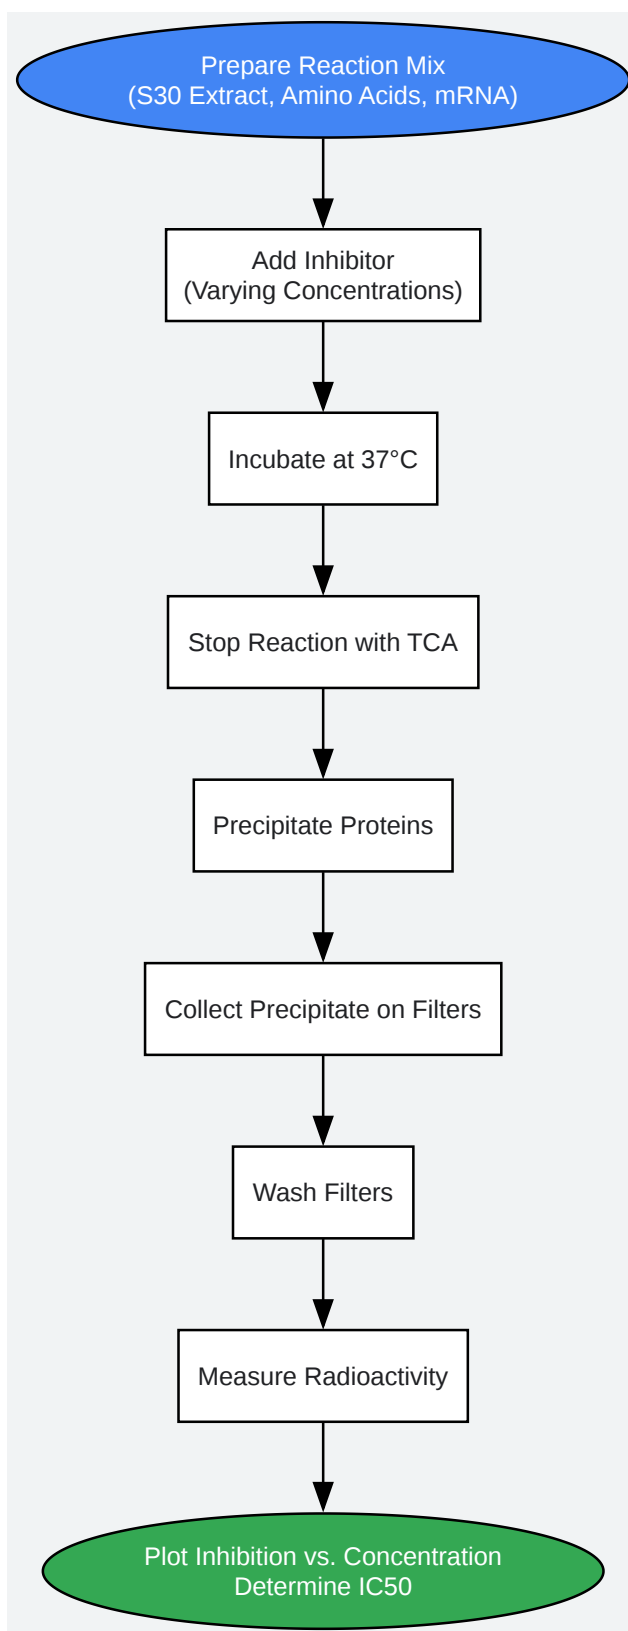 Prepare Reaction Mix
(S30 Extract, Amino Acids, mRNA)
Add Inhibitor
(Varying Concentrations)
Incubate at 37°C
Stop Reaction with TCA
Precipitate Proteins
Collect Precipitate on Filters
Wash Filters
Measure Radioactivity
Plot Inhibition vs. Concentration
Determine IC50